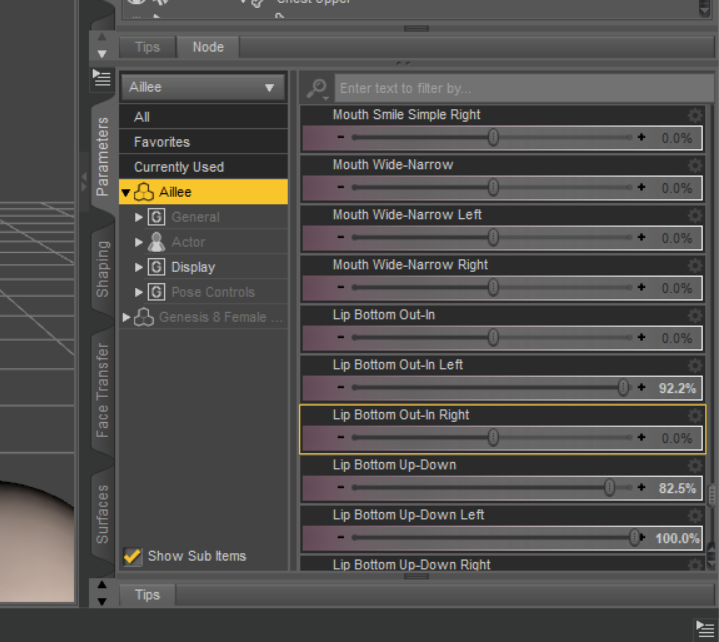 Chest Upper
Tips
Node
Aillee
Enter text to filter by...
All
Favorites
Currently Used
Aillee
G General
Actor
G Display
G Pose Controls
Genesis 8 Female ...
Show Sub Items
Parameters
Shaping
Face Transfer
Surfaces
Mouth Smile Simple Right
- + 0.0%
Mouth Wide-Narrow
- + 0.0%
Mouth Wide-Narrow Left
- + 0.0%
Mouth Wide-Narrow Right
- + 0.0%
Lip Bottom Out-In
- + 0.0%
Lip Bottom Out-In Left
- + 92.2%
Lip Bottom Out-In Right
- + 0.0%
Lip Bottom Up-Down
- + 82.5%
Lip Bottom Up-Down Left
- + 100.0%
Lip Bottom Up-Down Right
Tips